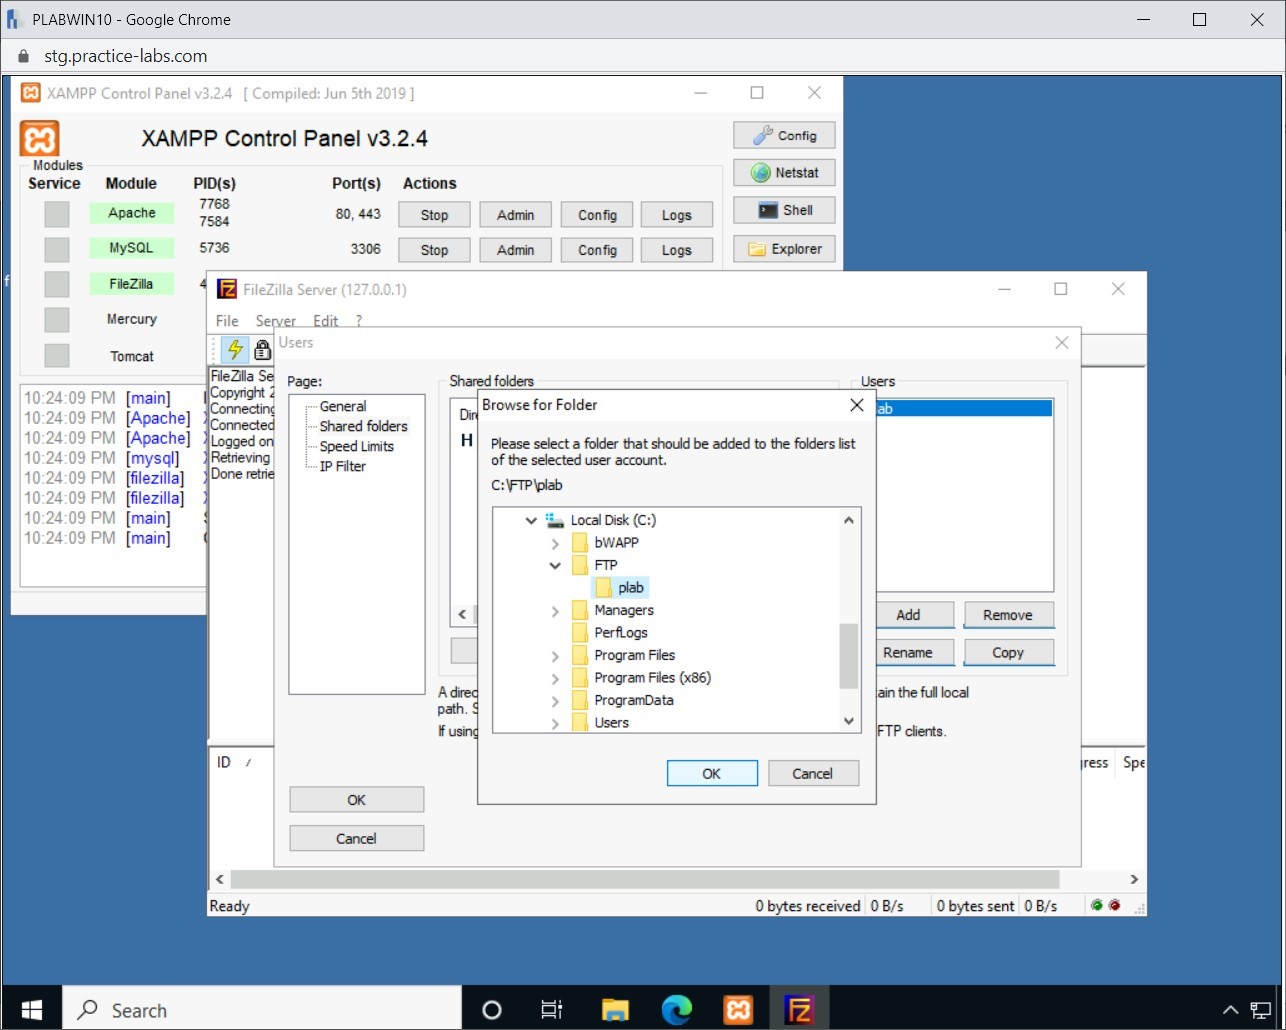 PLABWIN10 - Google Chrome
stg.practice-labs.com
XAMPP Control Panel v3.2.4 [ Compiled: Jun 5th 2019 ]
XAMPP Control Panel v3.2.4
Config
Modules
Service Module PID(s) Port(s) Actions
Netstat
Apache 7768 7584 80, 443 Stop Admin Config Logs
Shell
MySQL 5736 3306 Stop Admin Config Logs
Explorer
FileZilla 4
FileZilla Server (127.0.0.1)
Mercury
File Server Edit ?
Tomcat
Users
FileZilla Se
Copyright 2
Connecting
Connected
Logged on
Retrieving
Done retrie
10:24:09 PM [main]
10:24:09 PM [Apache]
10:24:09 PM [Apache]
10:24:09 PM [mysql]
10:24:09 PM [filezilla]
10:24:09 PM [filezilla]
10:24:09 PM [main]
10:24:09 PM [main]
Page:
General
Shared folders
Speed Limits
IP Filter
Shared folders
Dire
H
Users
lab
Browse for Folder
Please select a folder that should be added to the folders list
of the selected user account.
C:\FTP\plab
Local Disk (C:)
bWAPP
FTP
plab
Managers
PerfLogs
Program Files
Program Files (x86)
ProgramData
Users
OK Cancel
Add Remove
Rename Copy
A direc
path. S
If using
tain the full local
FTP clients.
ID /
gress Spe
OK
Cancel
Ready 0 bytes received 0 B/s 0 bytes sent 0 B/s
Search